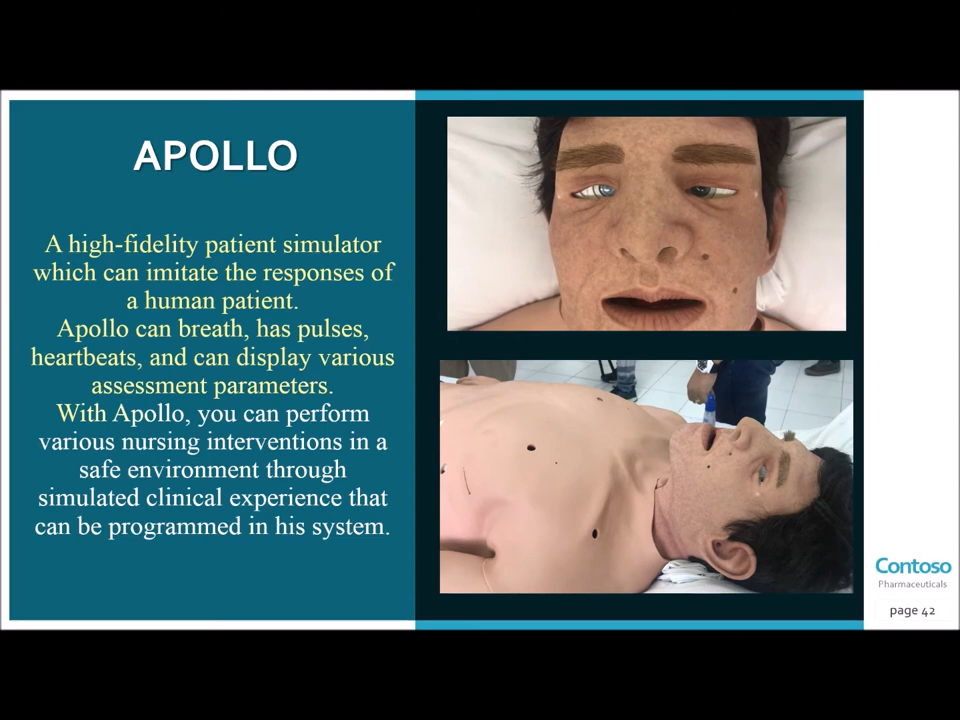 APOLLO
A high-fidelity patient simulator
which can imitate the responses of
a human patient.
Apollo can breath, has pulses,
heartbeats, and can display various
assessment parameters.
With Apollo, you can perform
various nursing interventions in a
safe environment through
simulated clinical experience that
can be programmed in his system.
Contoso
Pharmaceuticals
page 42